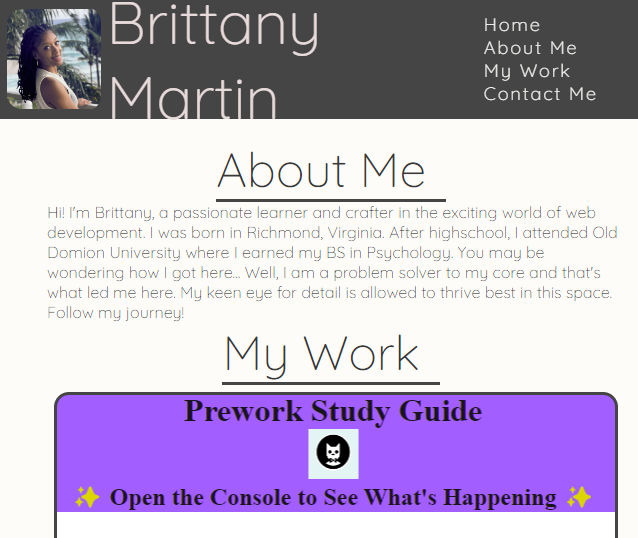 Brittany
Martin
Home
About Me
My Work
Contact Me
About Me
Hi! I'm Brittany, a passionate learner and crafter in the exciting world of web
development. I was born in Richmond, Virginia. After highschool, I attended Old
Domion University where I earned my BS in Psychology. You may be
wondering how I got here... Well, I am a problem solver to my core and that's
what led me here. My keen eye for detail is allowed to thrive best in this space.
Follow my journey!
My Work
Prework Study Guide
✨ Open the Console to See What's Happening ✨